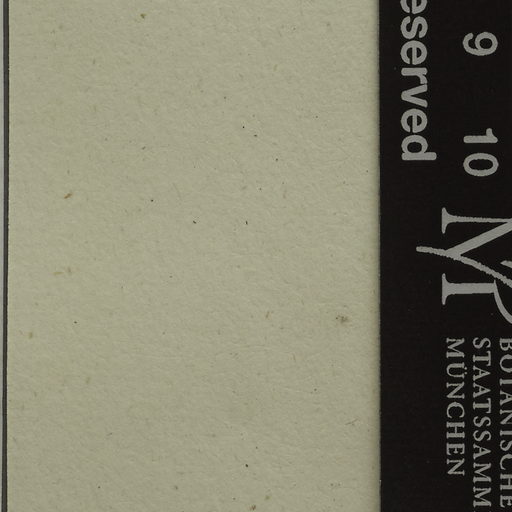 eserved
9
10
BOTANISCHE
STAATSSAMM
MÜNCHEN